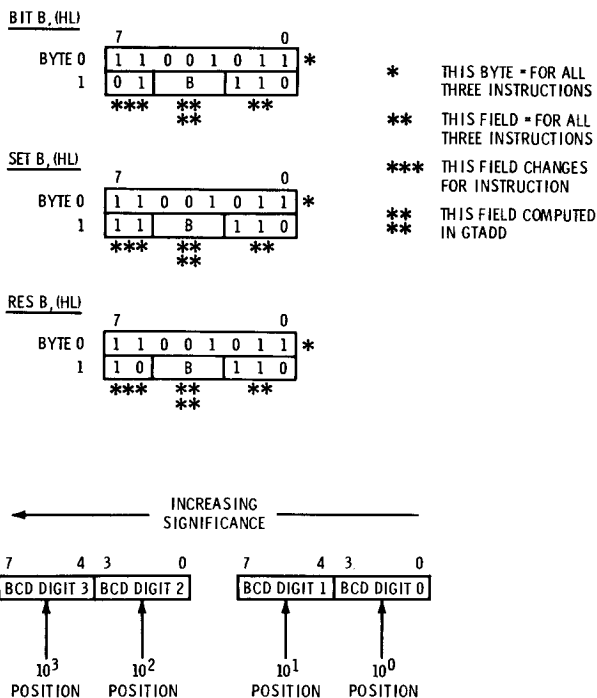 BIT B, (HL)
7 0
BYTE 0 1 1 0 0 1 0 1 1 *
1 0 1 B 1 1 0
*** ** **
**
SET B, (HL)
7 0
BYTE 0 1 1 0 0 1 0 1 1 *
1 1 1 B 1 1 0
*** ** **
**
RES B, (HL)
7 0
BYTE 0 1 1 0 0 1 0 1 1 *
1 1 0 B 1 1 0
*** ** **
**
* THIS BYTE = FOR ALL
THREE INSTRUCTIONS
** THIS FIELD = FOR ALL
THREE INSTRUCTIONS
*** THIS FIELD CHANGES
FOR INSTRUCTION
** THIS FIELD COMPUTED
** IN GTADD
INCREASING
SIGNIFICANCE
7 4 3 0 7 4 3 0
BCD DIGIT 3 BCD DIGIT 2 BCD DIGIT 1 BCD DIGIT 0
10³ 10² 10¹ 10⁰
POSITION POSITION POSITION POSITION